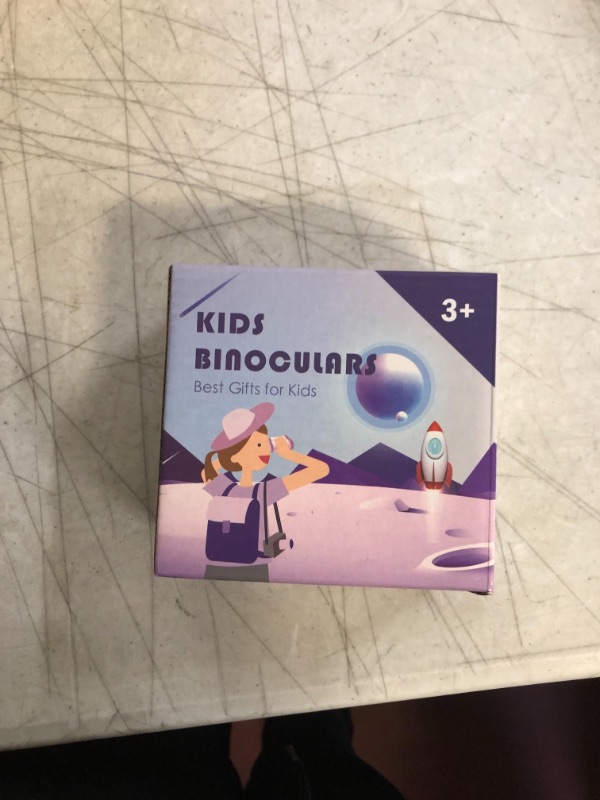 3+
KIDS
BINOCULARS
Best Gifts for Kids